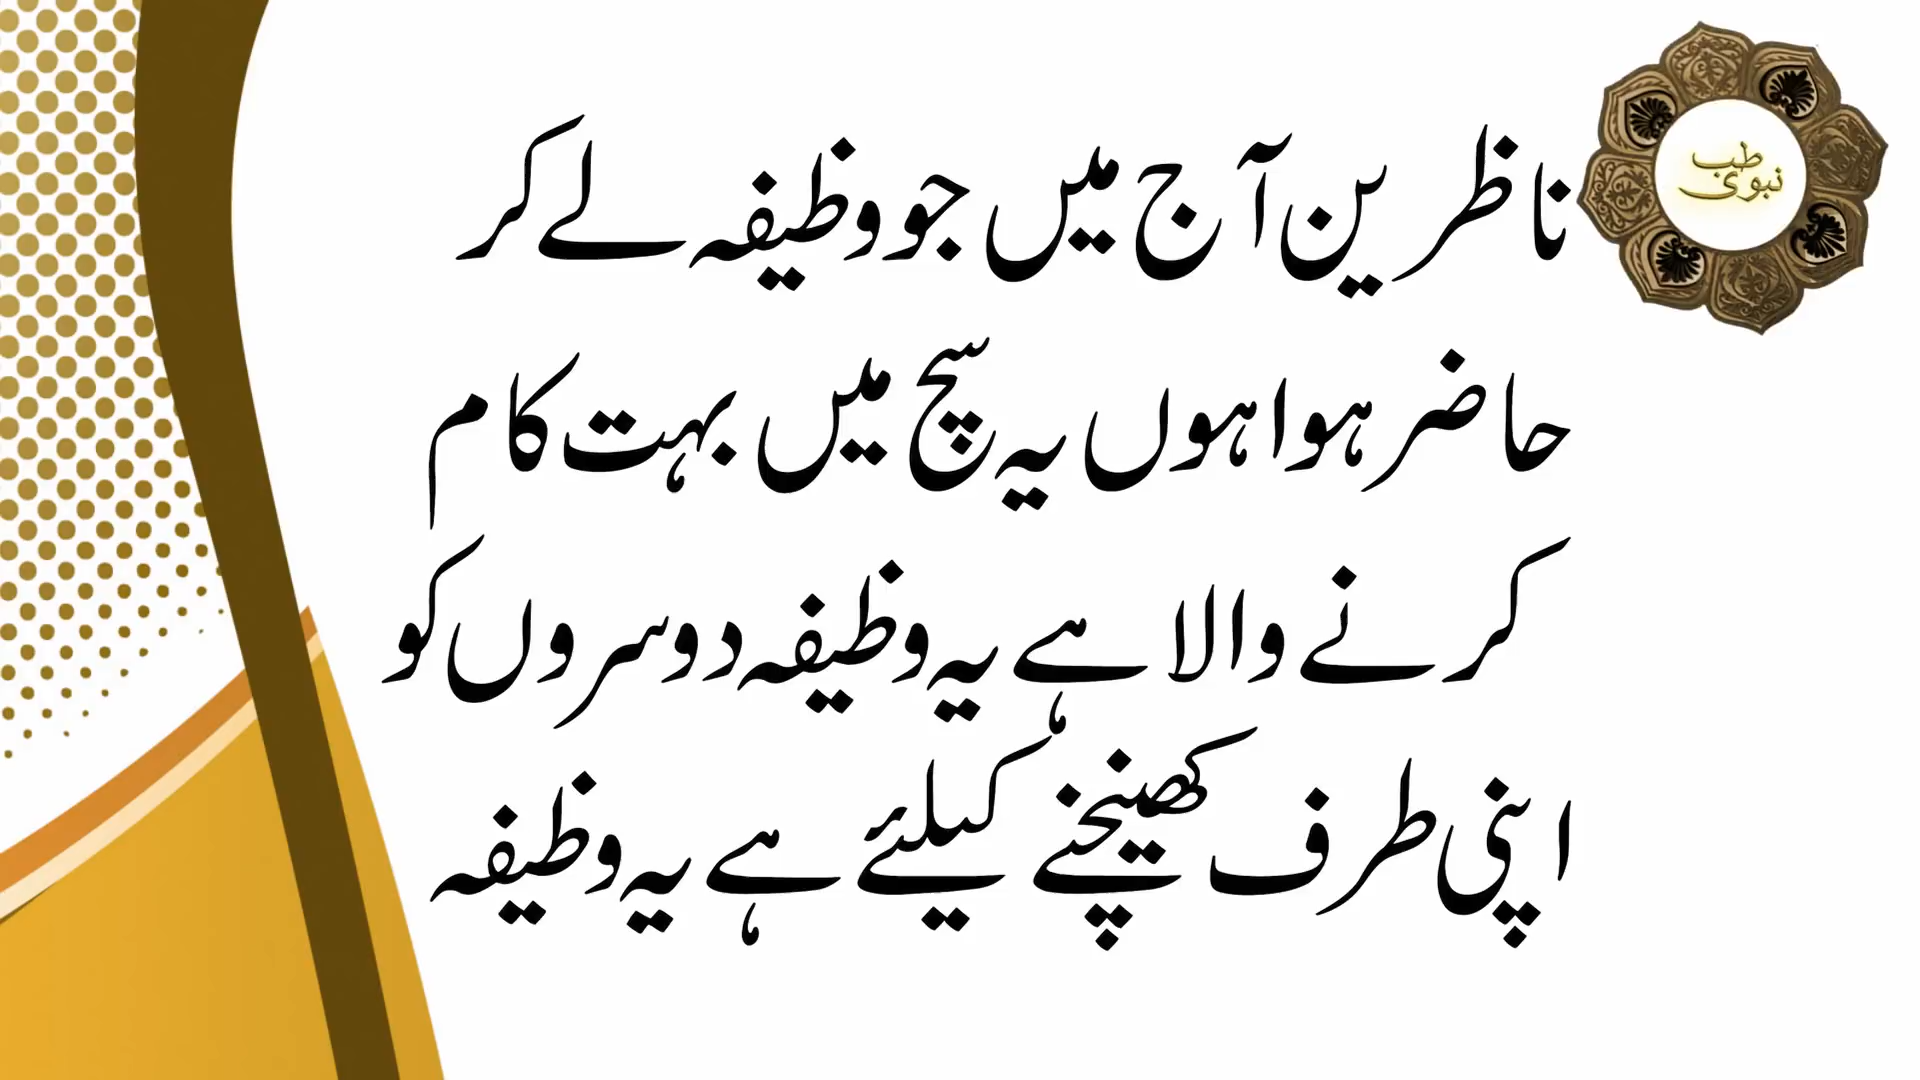 طب
نبوی
ناظرین آج میں جو وظیفہ لے کر
حاضر ہوا ہوں یہ سچ میں بہت کام
کرنے والا ہے یہ وظیفہ دوسروں کو
اپنی طرف کھینچنے کیلئے ہے یہ وظیفہ